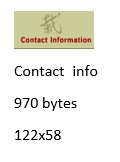 Contact Information
Contact info
970 bytes
122x58